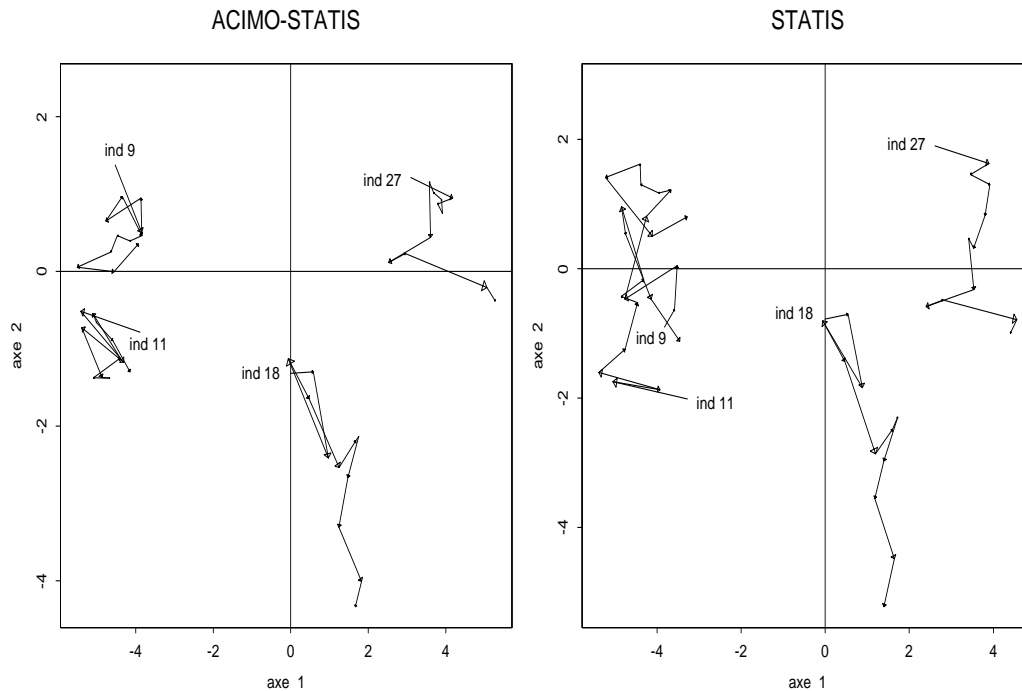 ACIMO-STATIS
STATIS
axe 2
2
0
-2
-4
ind 9
ind 27
ind 11
ind 18
-4
-2
0
2
4
axe 1
axe 2
2
0
-2
-4
ind 27
ind 18
ind 9
ind 11
-4
-2
0
2
4
axe 1